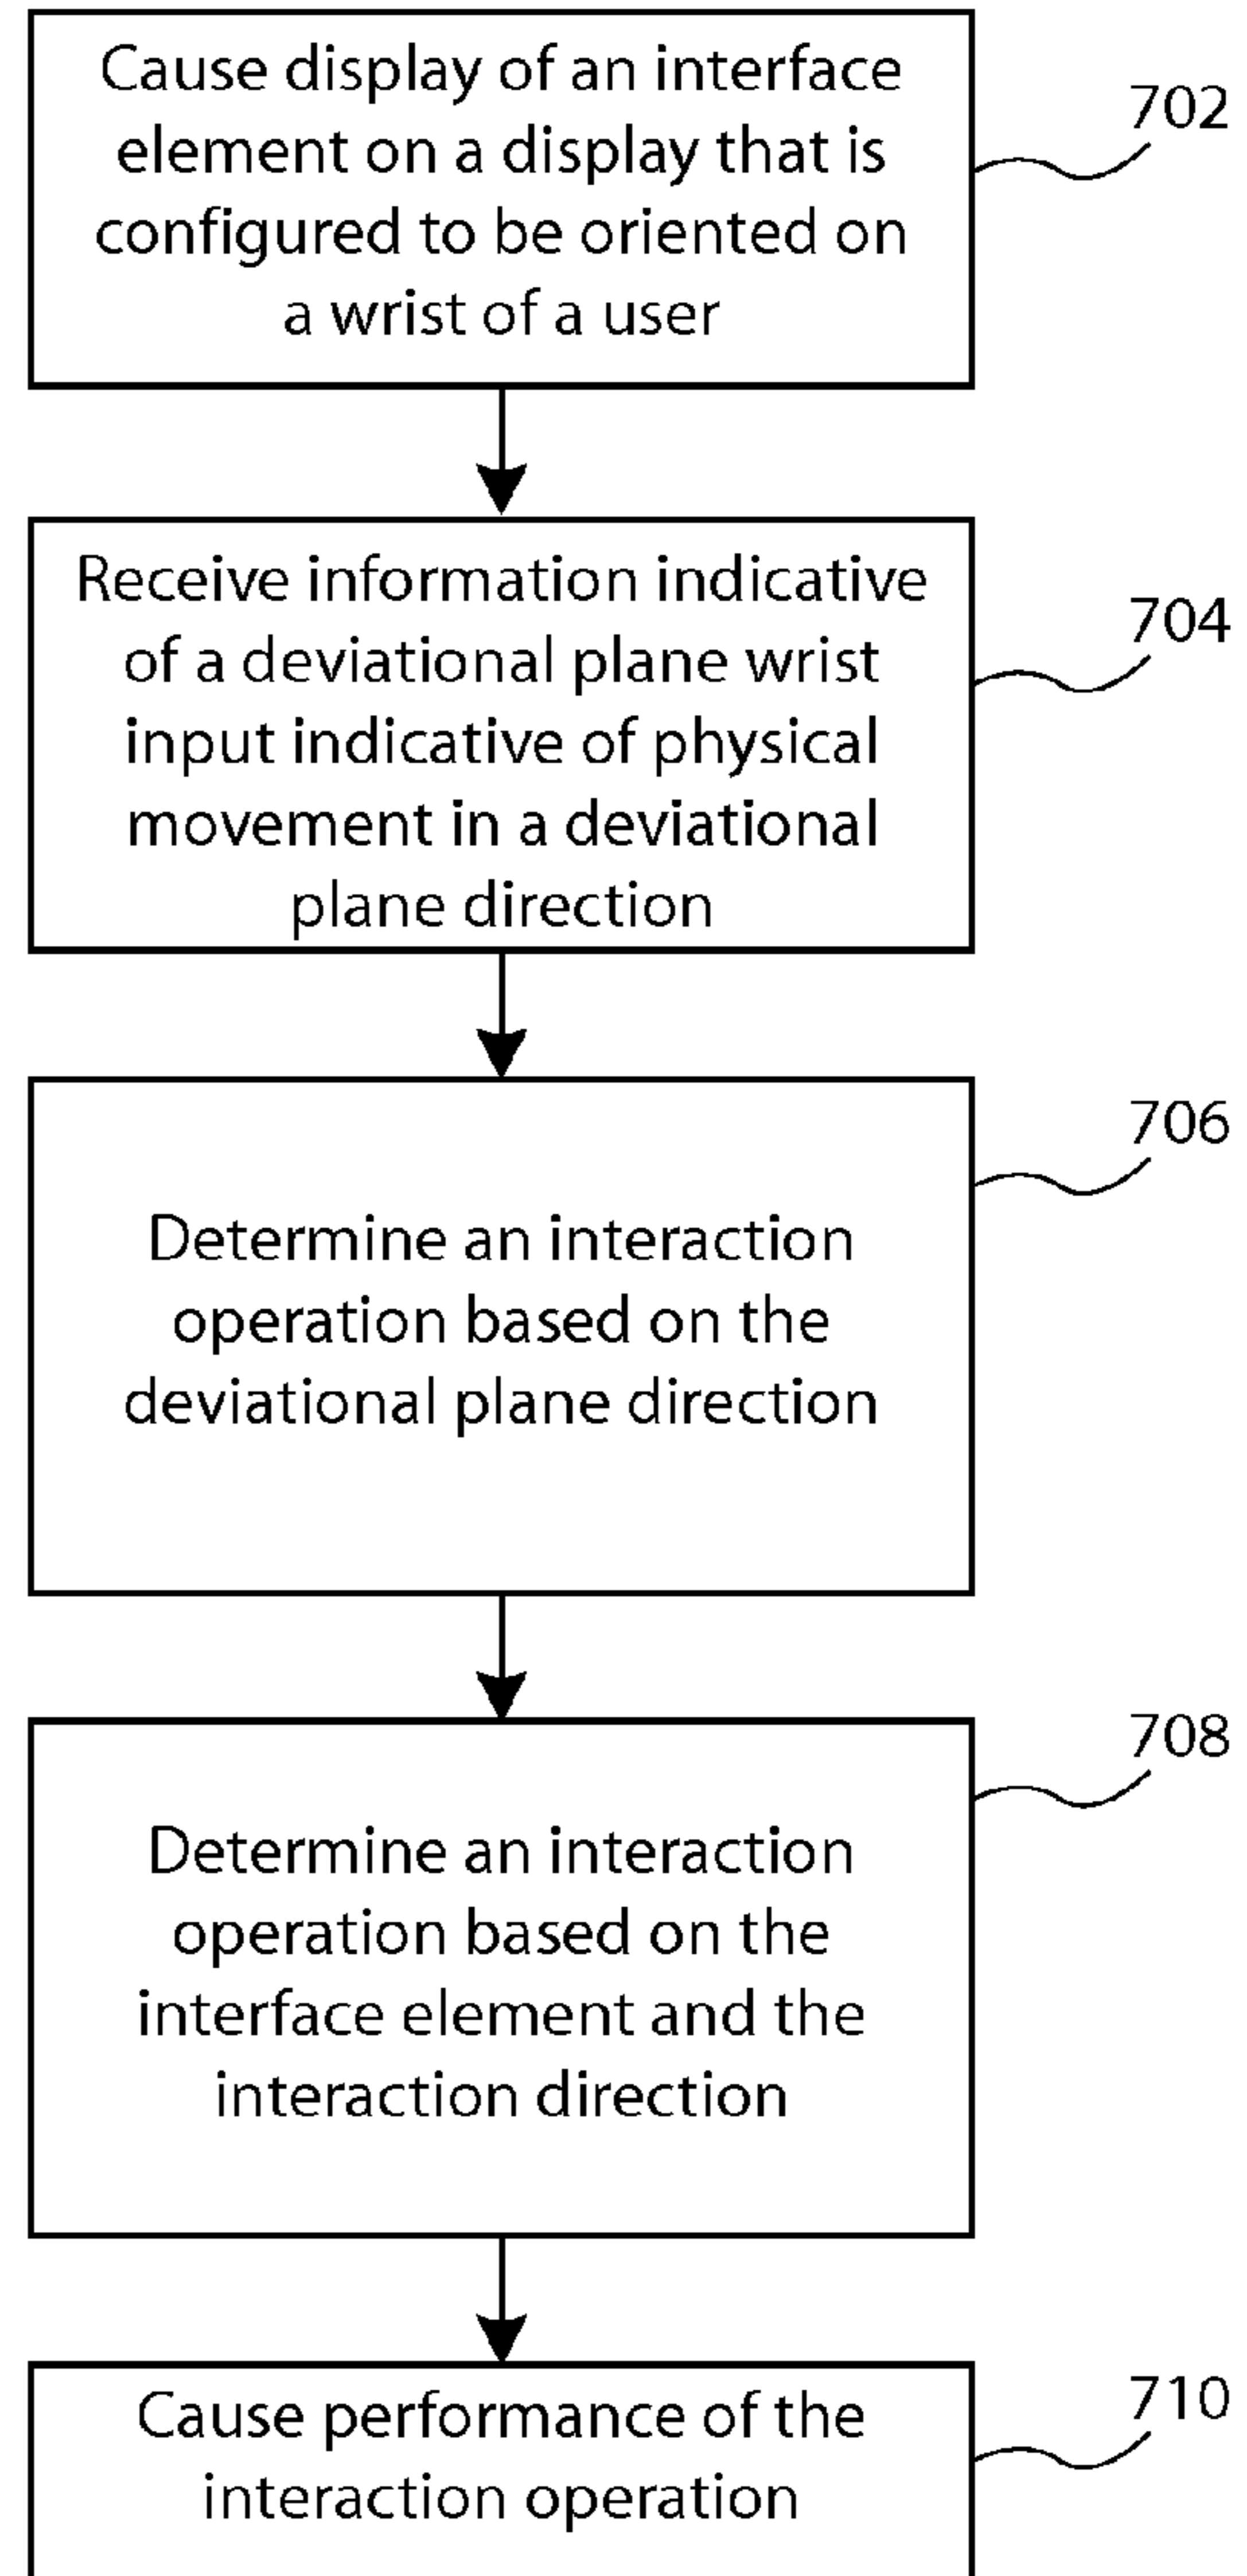 Cause display of an interface
element on a display that is
configured to be oriented on
a wrist of a user
702
Receive information indicative
of a deviational plane wrist
input indicative of physical
movement in a deviational
plane direction
704
Determine an interaction
operation based on the
deviational plane direction
706
Determine an interaction
operation based on the
interface element and the
interaction direction
708
Cause performance of the
interaction operation
710